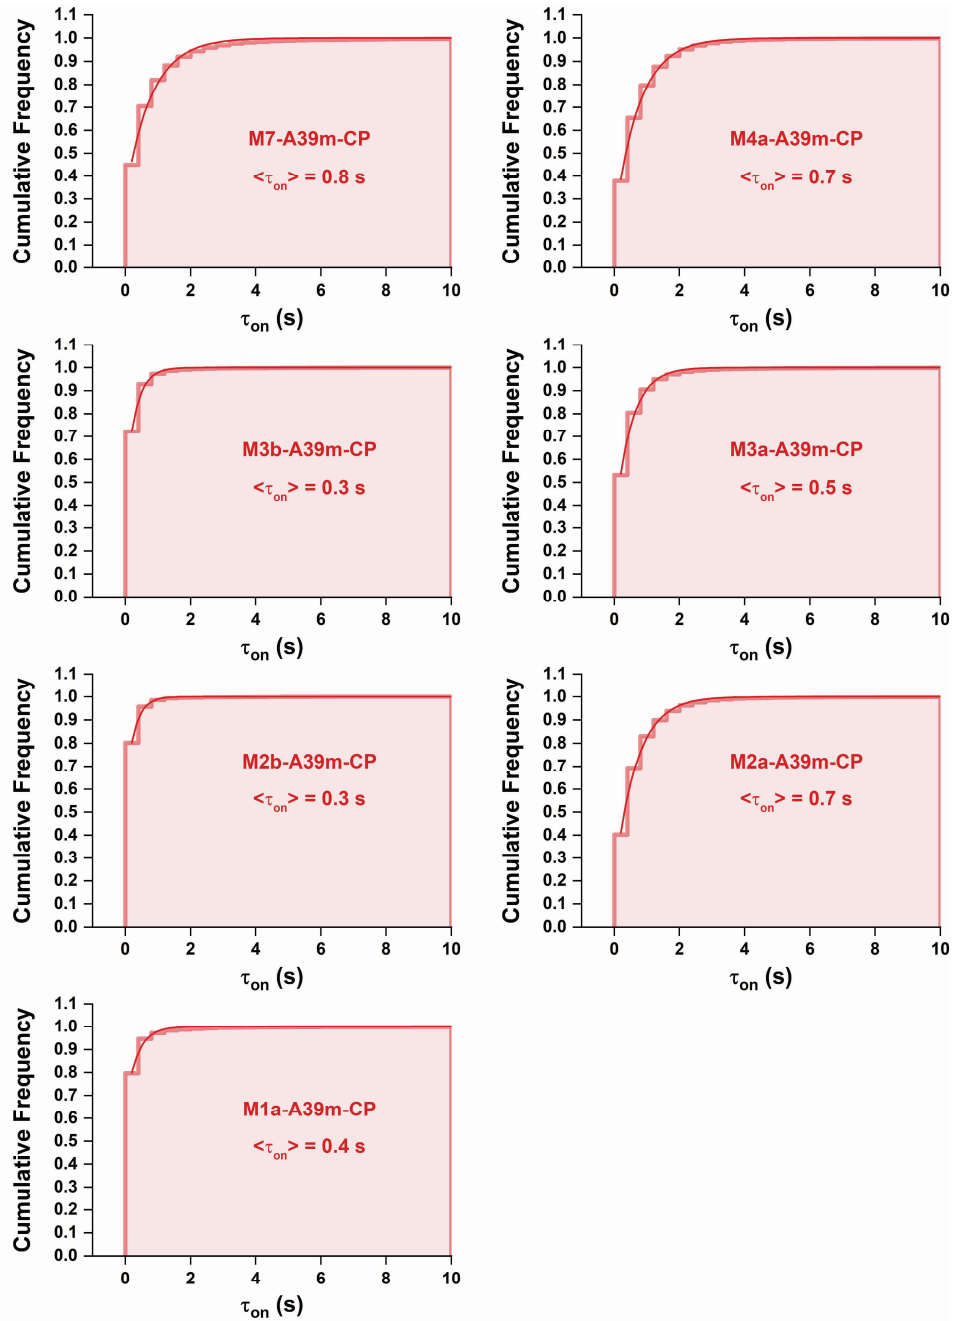 Cumulative Frequency
1.1
1.0
0.9
0.8
0.7
0.6
0.5
0.4
0.3
0.2
0.1
0.0
M7-A39m-CP
<τon> = 0.8 s
0 2 4 6 8 10
τon (s)
Cumulative Frequency
1.1
1.0
0.9
0.8
0.7
0.6
0.5
0.4
0.3
0.2
0.1
0.0
M4a-A39m-CP
<τon> = 0.7 s
0 2 4 6 8 10
τon (s)
Cumulative Frequency
1.1
1.0
0.9
0.8
0.7
0.6
0.5
0.4
0.3
0.2
0.1
0.0
M3b-A39m-CP
<τon> = 0.3 s
0 2 4 6 8 10
τon (s)
Cumulative Frequency
1.1
1.0
0.9
0.8
0.7
0.6
0.5
0.4
0.3
0.2
0.1
0.0
M3a-A39m-CP
<τon> = 0.5 s
0 2 4 6 8 10
τon (s)
Cumulative Frequency
1.1
1.0
0.9
0.8
0.7
0.6
0.5
0.4
0.3
0.2
0.1
0.0
M2b-A39m-CP
<τon> = 0.3 s
0 2 4 6 8 10
τon (s)
Cumulative Frequency
1.1
1.0
0.9
0.8
0.7
0.6
0.5
0.4
0.3
0.2
0.1
0.0
M2a-A39m-CP
<τon> = 0.7 s
0 2 4 6 8 10
τon (s)
Cumulative Frequency
1.1
1.0
0.9
0.8
0.7
0.6
0.5
0.4
0.3
0.2
0.1
0.0
M1a-A39m-CP
<τon> = 0.4 s
0 2 4 6 8 10
τon (s)